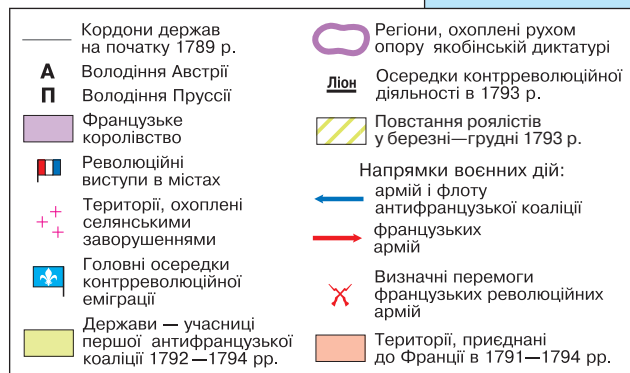 Кордони держав
на початку 1789 р.
А Володіння Австрії
П Володіння Пруссії
Французьке
королівство
Революційні
виступи в містах
Території, охоплені
селянськими
заворушеннями
Головні осередки
контрреволюційної
еміграції
Держави — учасниці
першої антифранцузької
коаліції 1792—1794 рр.
Регіони, охоплені рухом
опору якобінській диктатурі
Ліон Осередки контрреволюційної
діяльності в 1793 р.
Повстання роялістів
у березні—грудні 1793 р.
Напрямки воєнних дій:
армій і флоту
антифранцузької коаліції
французьких
армій
Визначні перемоги
французьких революційних
армій
Території, приєднані
до Франції в 1791—1794 рр.